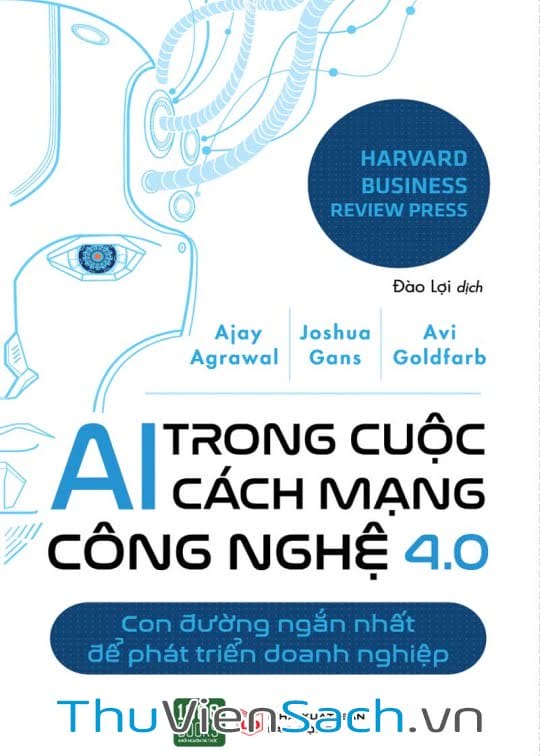 HARVARD
BUSINESS
REVIEW PRESS
Đào Lợi dịch
Ajay Agrawal
Joshua Gans
Avi Goldfarb
AI TRONG CUỘC
CÁCH MẠNG
CÔNG NGHỆ 4.0
Con đường ngắn nhất
để phát triển doanh nghiệp
ThuVienSach.vn